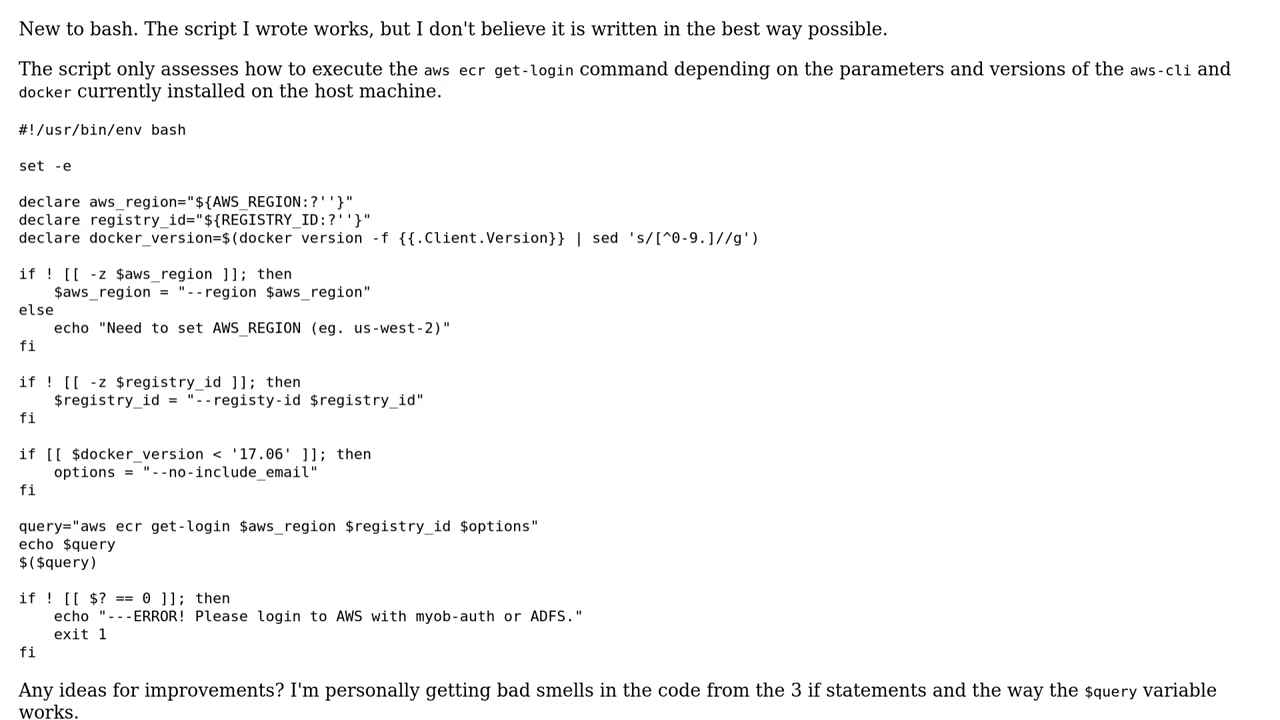 New to bash. The script I wrote works, but I don't believe it is written in the best way possible.
The script only assesses how to execute the aws ecr get-login command depending on the parameters and versions of the aws-cli and
docker currently installed on the host machine.
#!/usr/bin/env bash
set -e
declare aws_region="${AWS_REGION:?''}"
declare registry_id="${REGISTRY_ID:?''}"
declare docker_version=$(docker version -f {{.Client.Version}} | sed 's/[^0-9.]//g')
if ! [[ -z $aws_region ]]; then
    $aws_region = "--region $aws_region"
else
    echo "Need to set AWS_REGION (eg. us-west-2)"
fi
if ! [[ -z $registry_id ]]; then
    $registry_id = "--registy-id $registry_id"
fi
if [[ $docker_version < '17.06' ]]; then
    options = "--no-include_email"
fi
query="aws ecr get-login $aws_region $registry_id $options"
echo $query
$($query)
if ! [[ $? == 0 ]]; then
    echo "---ERROR! Please login to AWS with myob-auth or ADFS."
    exit 1
fi
Any ideas for improvements? I'm personally getting bad smells in the code from the 3 if statements and the way the $query variable
works.